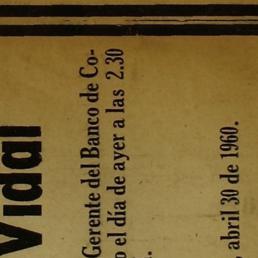 Vidal
Gerente del Banco de Co-
o el día de ayer a las 2.30
.
, abril 30 de 1960.